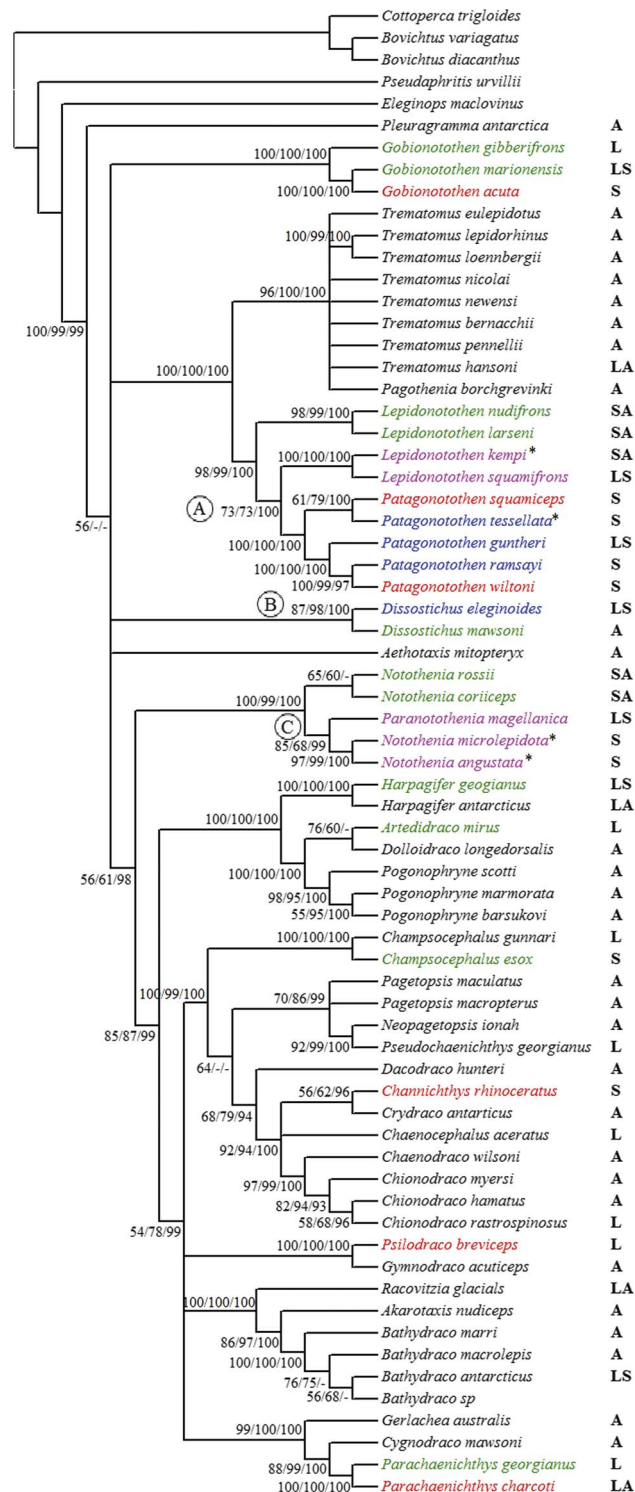 Cottoperca trigloides
Bovichtus variagatus
Bovichtus diacanthus
Pseudaphritis urvillii
Eleginops maclovinus
Pleuragramma antarctica A
100/100/100 Gobionotothen gibberifrons L
Gobionotothen marionensis LS
100/100/100 Gobionotothen acuta S
Trematomus eulepidotus A
100/99/100 Trematomus lepidorhinus A
Trematomus loennbergii A
Trematomus nicolai A
96/100/100 Trematomus newensi A
Trematomus bernacchii A
100/99/99 Trematomus pennellii A
100/100/100 Trematomus hansoni LA
Pagothenia borchgrevinki A
98/99/100 Lepidonotothen nudifrons SA
Lepidonotothen larseni SA
100/100/100 Lepidonotothen kempi * SA
98/99/100 Lepidonotothen squamifrons LS
61/79/100 Patagonotothen squamiceps S
A 73/73/100 Patagonotothen tessellata * S
56/-/- Patagonotothen guntheri LS
100/100/100 Patagonotothen ramsayi S
100/100/100 Patagonotothen wiltoni S
100/99/97
B 87/98/100 Dissostichus eleginoides LS
Dissostichus mawsoni A
Aethotaxis mitopteryx A
65/60/- Notothenia rossii SA
100/99/100 Notothenia coriiceps SA
C Paranotothenia magellanica LS
85/68/99 Notothenia microlepidota * S
97/99/100 Notothenia angustata * S
100/100/100 Harpagifer geogianus LS
Harpagifer antarcticus LA
100/100/100 76/60/- Artedidraco mirus L
Dolloidraco longedorsalis A
100/100/100 Pogonophryne scotti A
56/61/98 98/95/100 Pogonophryne marmorata A
55/95/100 Pogonophryne barsukovi A
100/100/100 Champsocephalus gunnari L
Champsocephalus esox S
100/99/100 Pagetopsis maculatus A
70/86/99 Pagetopsis macropterus A
Neopagetopsis ionah A
85/87/99 92/99/100 Pseudochaenichthys georgianus L
64/-/- Dacodraco hunteri A
56/62/96 Channichthys rhinoceratus S
68/79/94 Crydraco antarticus A
Chaenocephalus aceratus L
92/94/100 Chaenodraco wilsoni A
97/99/100 Chionodraco myersi A
82/94/93 Chionodraco hamatus A
58/68/96 Chionodraco rastrospinosus L
54/78/99 100/100/100 Psilodraco breviceps L
Gymnodraco acuticeps A
Racovitzia glacials LA
100/100/100 Akarotaxis nudiceps A
Bathydraco marri A
86/97/100 Bathydraco macrolepis A
100/100/100 Bathydraco antarcticus LS
76/75/-
56/68/- Bathydraco sp
Gerlachea australis A
99/100/100 Cygnodraco mawsoni A
88/99/100 Parachaenichthys georgianus L
100/100/100 Parachaenichthys charcoti LA